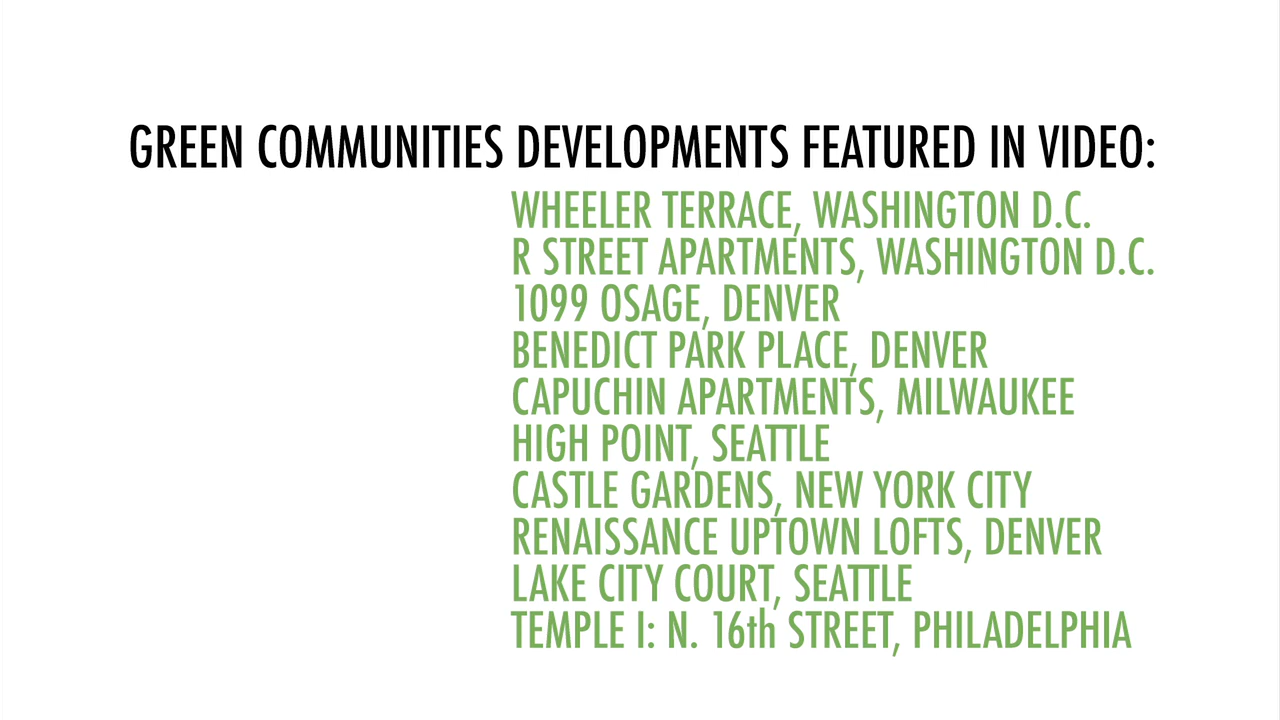 GREEN COMMUNITIES DEVELOPMENTS FEATURED IN VIDEO:
WHEELER TERRACE, WASHINGTON D.C.
R STREET APARTMENTS, WASHINGTON D.C.
1099 OSAGE, DENVER
BENEDICT PARK PLACE, DENVER
CAPUCHIN APARTMENTS, MILWAUKEE
HIGH POINT, SEATTLE
CASTLE GARDENS, NEW YORK CITY
RENAISSANCE UPTOWN LOFTS, DENVER
LAKE CITY COURT, SEATTLE
TEMPLE I: N. 16th STREET, PHILADELPHIA